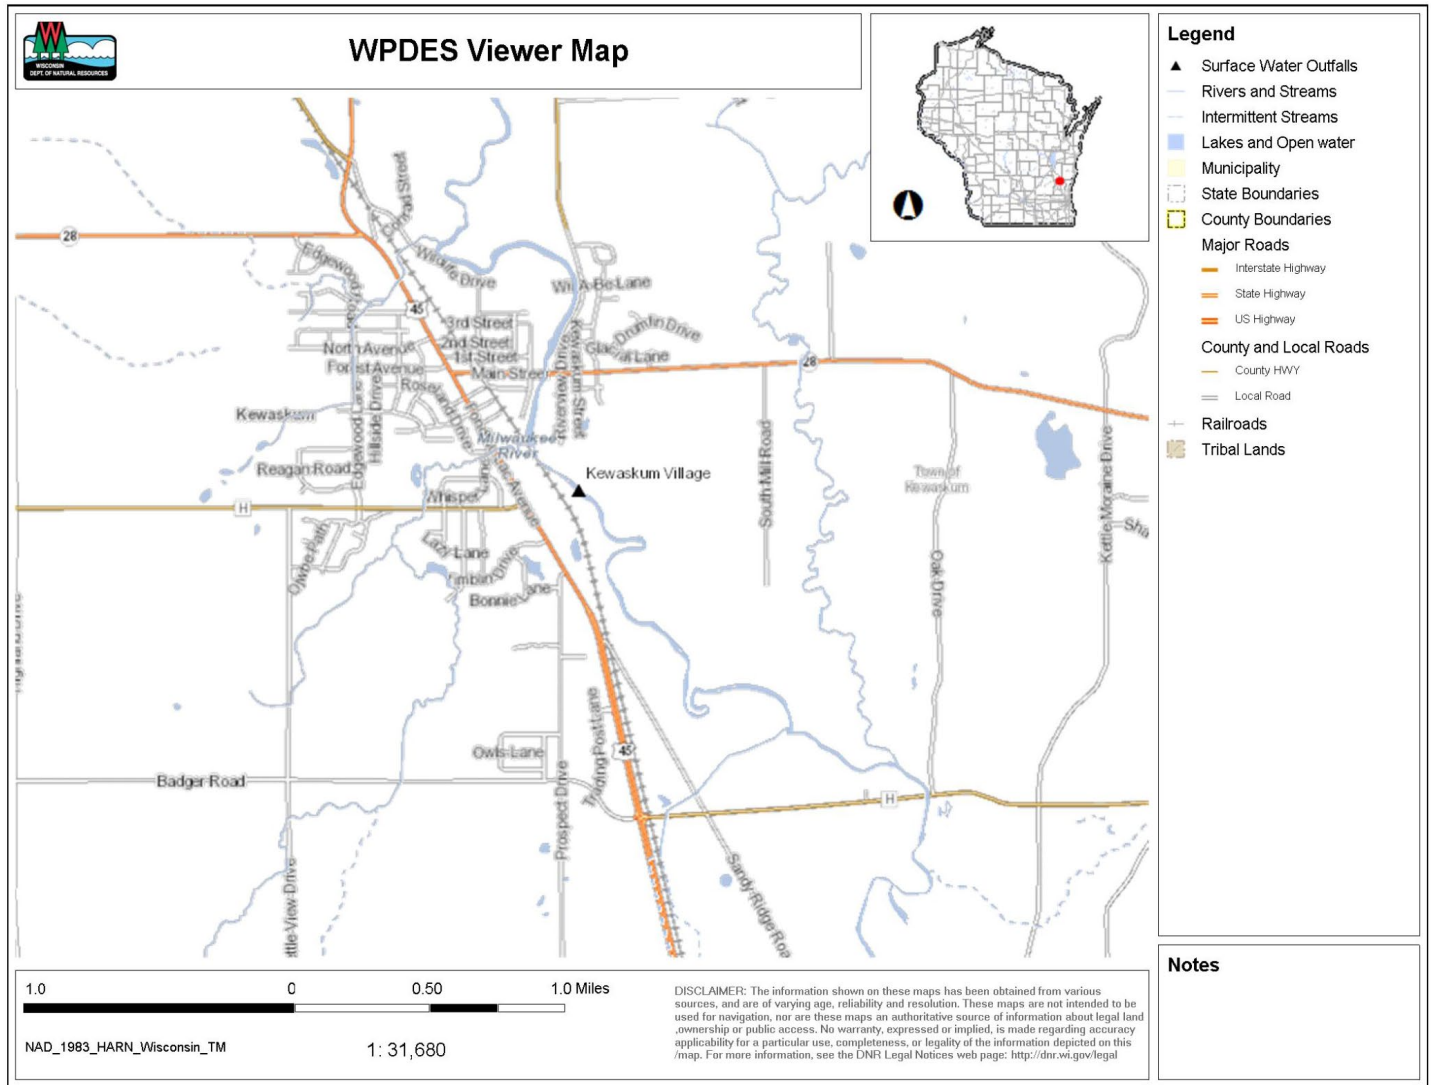 WISCONSIN
DEPT. OF NATURAL RESOURCES
WPDES Viewer Map
Legend
Surface Water Outfalls
Rivers and Streams
Intermittent Streams
Lakes and Open water
Municipality
State Boundaries
County Boundaries
Major Roads
Interstate Highway
State Highway
US Highway
County and Local Roads
County HWY
Local Road
Railroads
Tribal Lands
Notes
28
Wildlife Drive
45
3rd Street
2nd Street
1st Street
Main Street
North Avenue
Forest Avenue
Edgewood Lane
Hillside Drive
Kewaskum
Reagan Road
Riverview Drive
Kewaskum Street
Drumlin Drive
28
Milwaukee
River
Kewaskum Village
South Mill Road
Town of
Kewaskum
Kettle Moraine Drive
Sha
H
Whisper
Lazy Lane
Bonnie Lane
Ojibwe Path
Oak Drive
Owls Lane
Trading Post Lane
45
Badger Road
Prospect Drive
H
Sandy Ridge Roa
ttle View Drive
1.0 0 0.50 1.0 Miles
NAD_1983_HARN_Wisconsin_TM
1: 31,680
DISCLAIMER: The information shown on these maps has been obtained from various
sources, and are of varying age, reliability and resolution. These maps are not intended to be
used for navigation, nor are these maps an authoritative source of information about legal land
,ownership or public access. No warranty, expressed or implied, is made regarding accuracy
applicability for a particular use, completeness, or legality of the information depicted on this
/map. For more information, see the DNR Legal Notices web page: http://dnr.wi.gov/legal